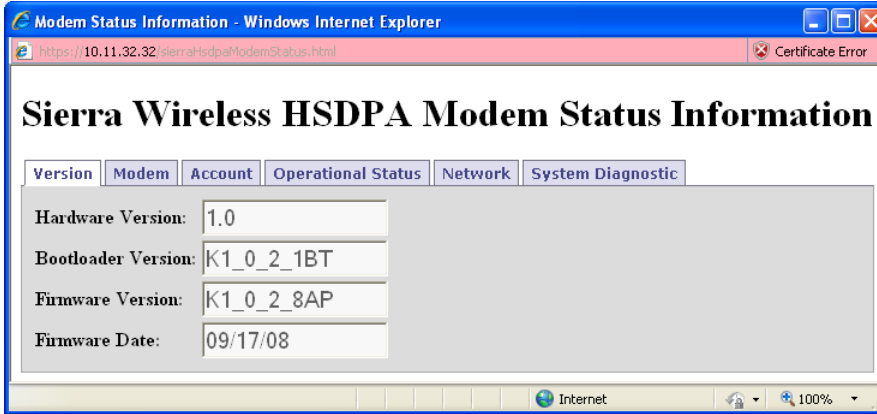 Modem Status Information - Windows Internet Explorer
https://10.11.32.32/sierraHsdpaModemStatus.html Certificate Error
Sierra Wireless HSDPA Modem Status Information
Version Modem Account Operational Status Network System Diagnostic
Hardware Version: 1.0
Bootloader Version: K1_0_2_1BT
Firmware Version: K1_0_2_8AP
Firmware Date: 09/17/08
Internet 100%